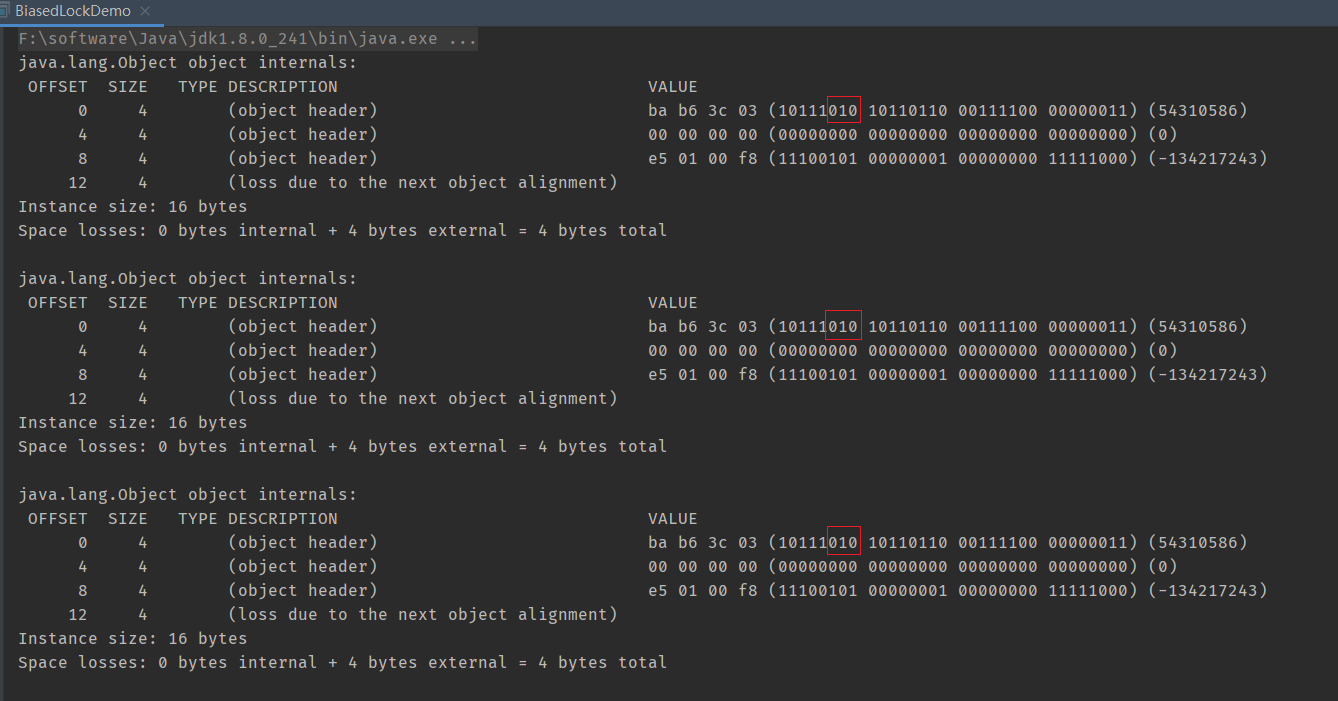 BiasedLockDemo ×
F:\software\Java\jdk1.8.0_241\bin\java.exe ...
java.lang.Object object internals:
OFFSET SIZE TYPE DESCRIPTION VALUE
0 4 (object header) ba b6 3c 03 (10111010 10110110 00111100 00000011) (54310586)
4 4 (object header) 00 00 00 00 (00000000 00000000 00000000 00000000) (0)
8 4 (object header) e5 01 00 f8 (11100101 00000001 00000000 11111000) (-134217243)
12 4 (loss due to the next object alignment)
Instance size: 16 bytes
Space losses: 0 bytes internal + 4 bytes external = 4 bytes total
java.lang.Object object internals:
OFFSET SIZE TYPE DESCRIPTION VALUE
0 4 (object header) ba b6 3c 03 (10111010 10110110 00111100 00000011) (54310586)
4 4 (object header) 00 00 00 00 (00000000 00000000 00000000 00000000) (0)
8 4 (object header) e5 01 00 f8 (11100101 00000001 00000000 11111000) (-134217243)
12 4 (loss due to the next object alignment)
Instance size: 16 bytes
Space losses: 0 bytes internal + 4 bytes external = 4 bytes total
java.lang.Object object internals:
OFFSET SIZE TYPE DESCRIPTION VALUE
0 4 (object header) ba b6 3c 03 (10111010 10110110 00111100 00000011) (54310586)
4 4 (object header) 00 00 00 00 (00000000 00000000 00000000 00000000) (0)
8 4 (object header) e5 01 00 f8 (11100101 00000001 00000000 11111000) (-134217243)
12 4 (loss due to the next object alignment)
Instance size: 16 bytes
Space losses: 0 bytes internal + 4 bytes external = 4 bytes total